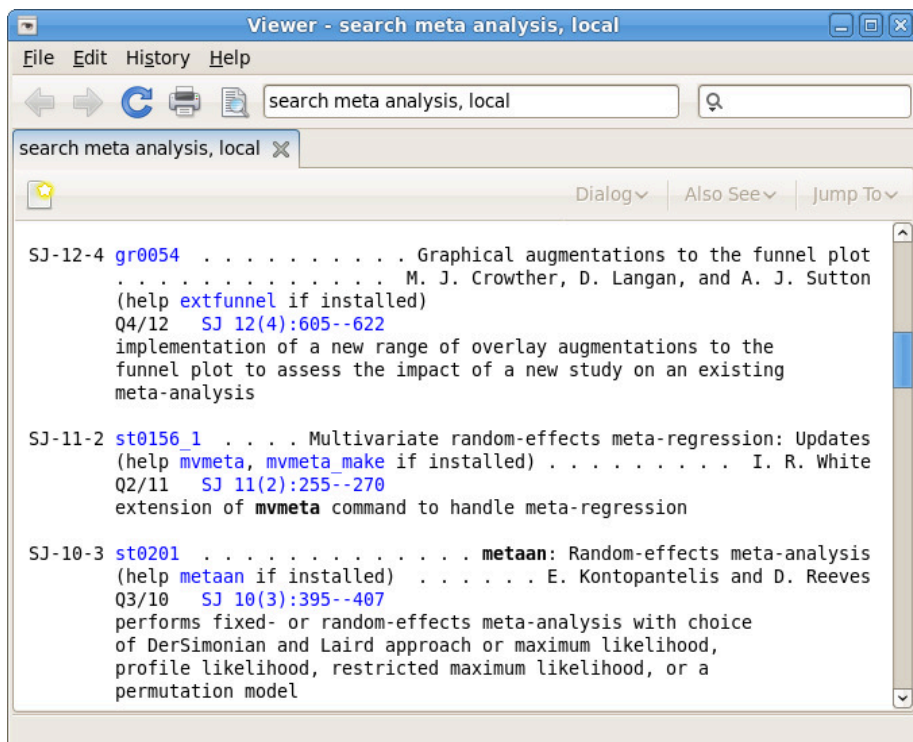 Viewer - search meta analysis, local
File Edit History Help
search meta analysis, local
search meta analysis, local
Dialog Also See Jump To
SJ-12-4 gr0054 . . . . . . . . . . Graphical augmentations to the funnel plot
. . . . . . . . . . . . . M. J. Crowther, D. Langan, and A. J. Sutton
(help extfunnel if installed)
Q4/12 SJ 12(4):605--622
implementation of a new range of overlay augmentations to the
funnel plot to assess the impact of a new study on an existing
meta-analysis
SJ-11-2 st0156_1 . . . . Multivariate random-effects meta-regression: Updates
(help mvmeta, mvmeta_make if installed) . . . . . . . . . I. R. White
Q2/11 SJ 11(2):255--270
extension of mvmeta command to handle meta-regression
SJ-10-3 st0201 . . . . . . . . . . . . . metaan: Random-effects meta-analysis
(help metaan if installed) . . . . . . E. Kontopantelis and D. Reeves
Q3/10 SJ 10(3):395--407
performs fixed- or random-effects meta-analysis with choice
of DerSimonian and Laird approach or maximum likelihood,
profile likelihood, restricted maximum likelihood, or a
permutation model